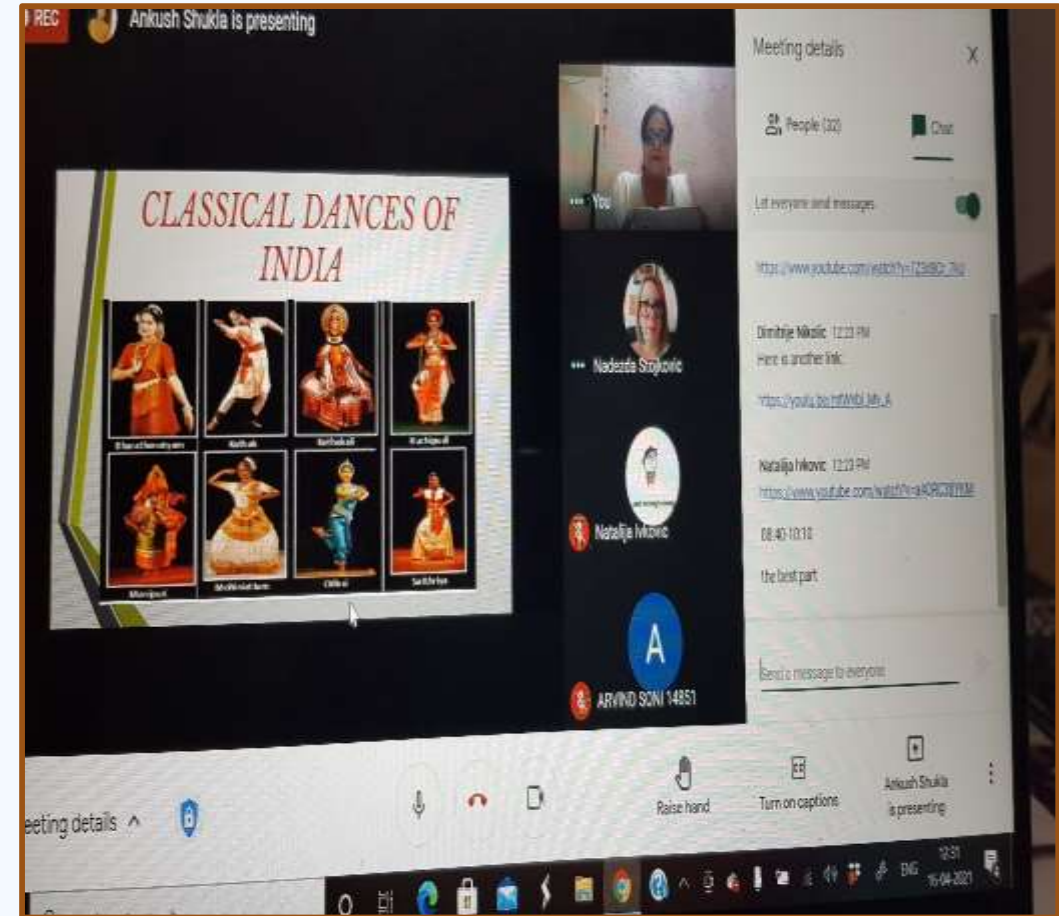 REC
Ankush Shukla is presenting
CLASSICAL DANCES OF
INDIA
Bharathanatyam
Kathak
Kathakali
Kuchipudi
Manipuri
Mohiniattam
Odissi
Satthriya
You
Nadezda Stojkovic
Natalija Ivkovic
A
ARVIND SONI 14851
Meeting details
X
People (32)
Chat
Let everyone send messages
Dimitrije Nikolic 12:23 PM
Here is another link.
Natalija Ivkovic 12:23 PM
08:40-10:10
the best part
Send a message to everyone
eeting details
Raise hand
Turn on captions
Ankush Shukla
is presenting
ENG
12:31
16-04-2021